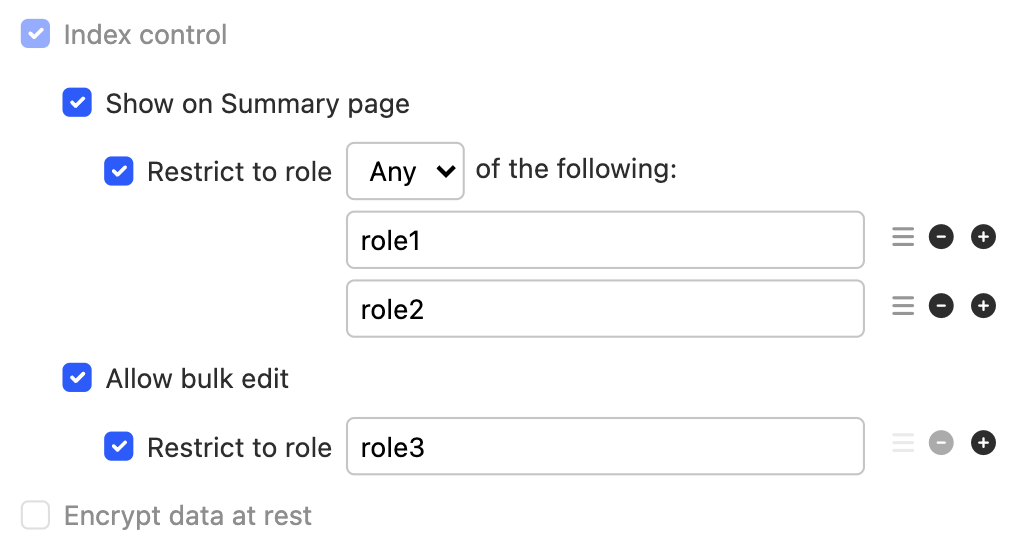 Index control
Show on Summary page
Restrict to role Any of the following:
role1
role2
Allow bulk edit
Restrict to role role3
Encrypt data at rest